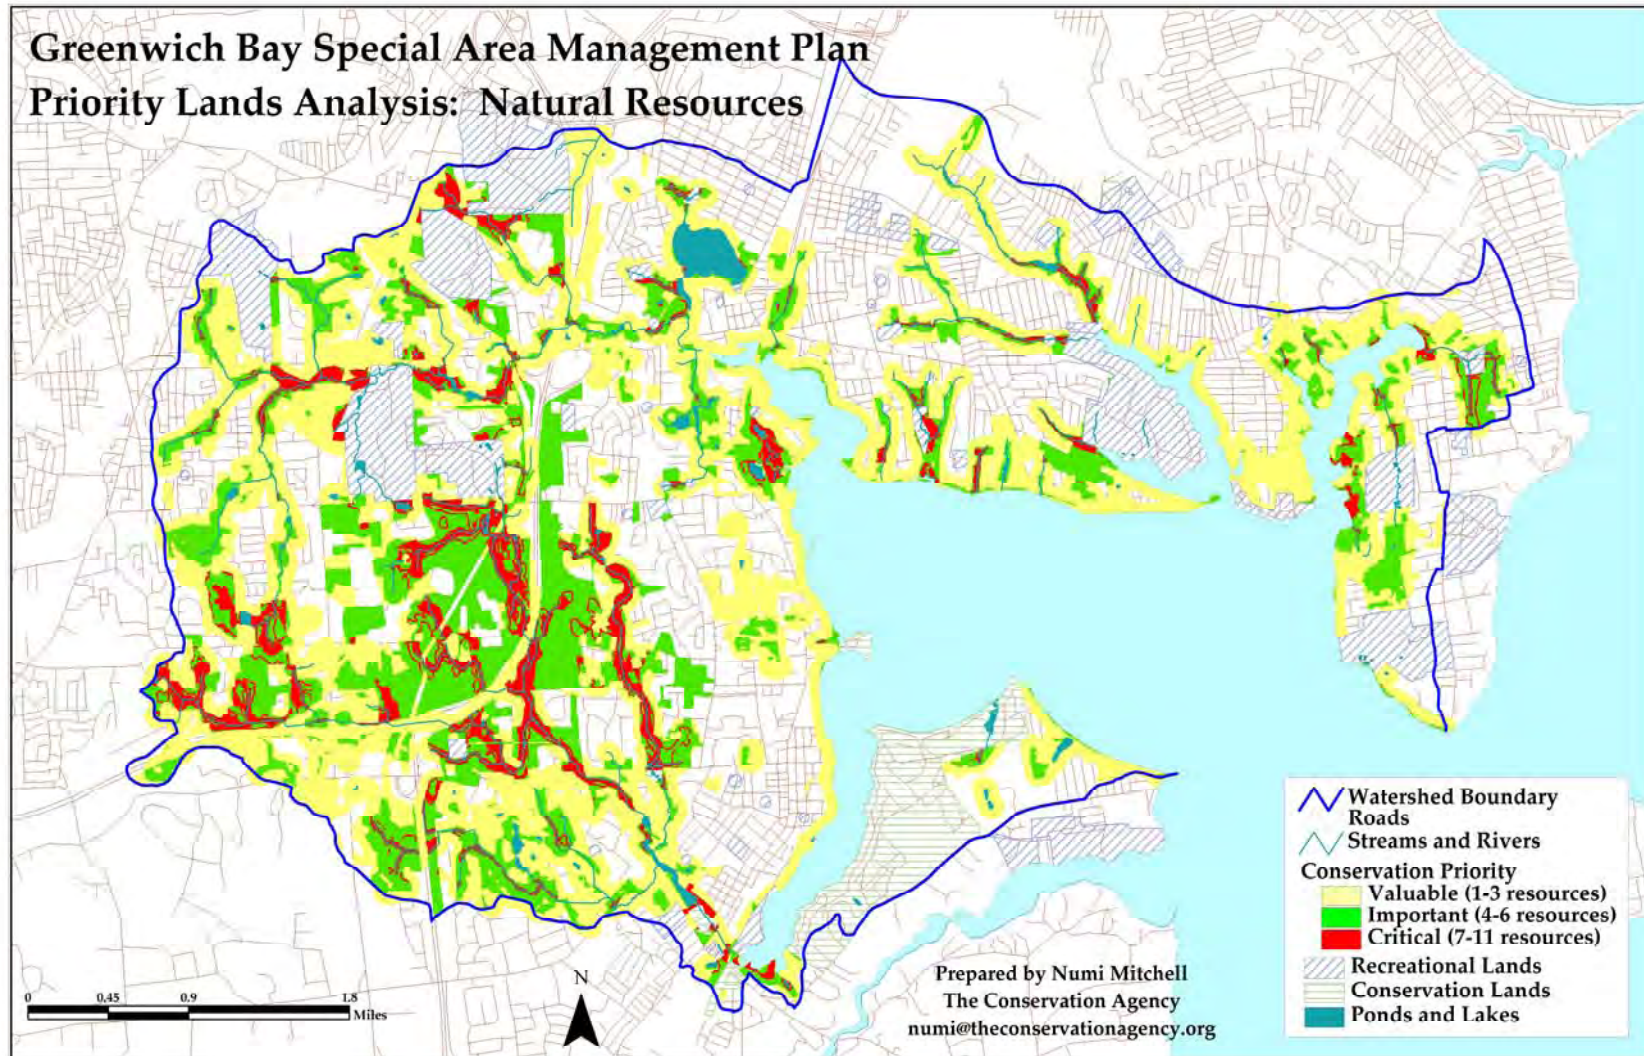 Greenwich Bay Special Area Management Plan
Priority Lands Analysis: Natural Resources
Watershed Boundary
Roads
Streams and Rivers
Conservation Priority
Valuable (1-3 resources)
Important (4-6 resources)
Critical (7-11 resources)
Recreational Lands
Conservation Lands
Ponds and Lakes
Prepared by Numi Mitchell
The Conservation Agency
numi@theconservationagency.org
N
0 0.45 0.9 1.8
Miles